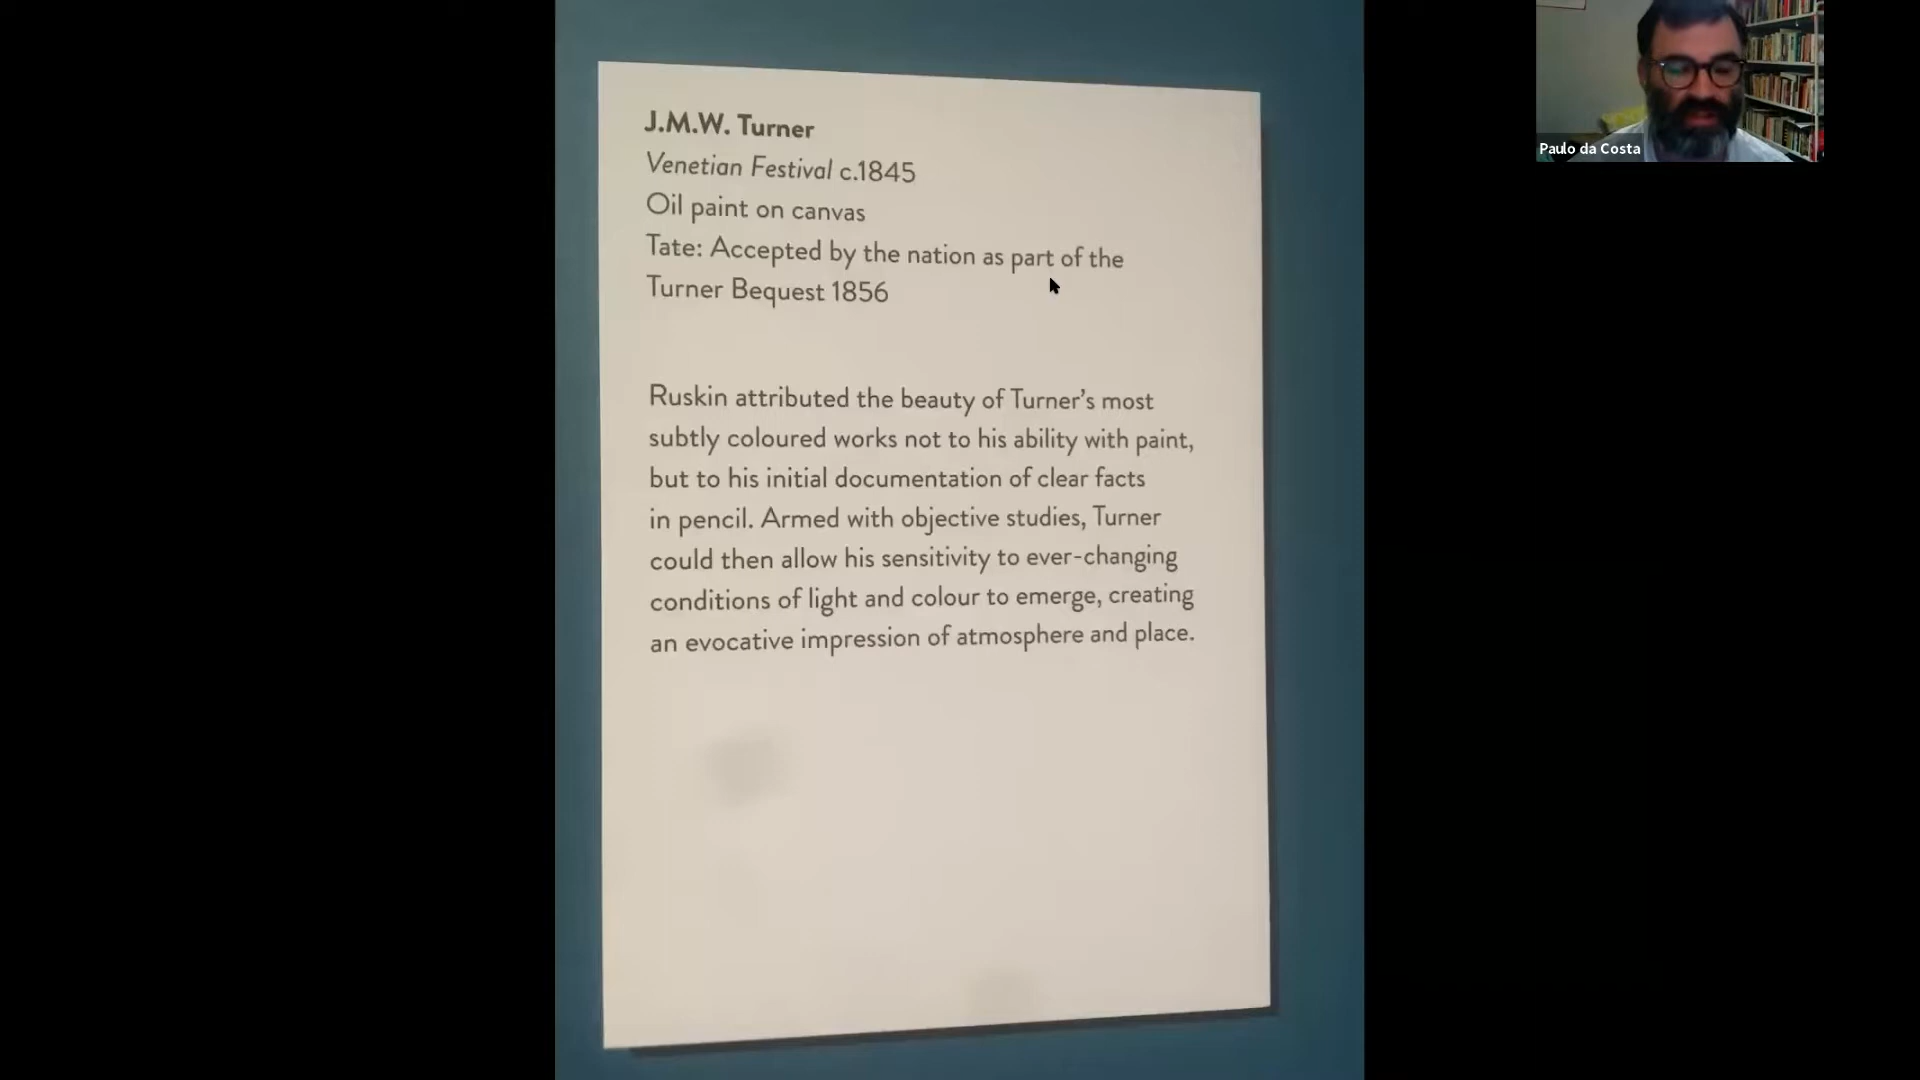 J.M.W. Turner
Venetian Festival c.1845
Oil paint on canvas
Tate: Accepted by the nation as part of the
Turner Bequest 1856
Ruskin attributed the beauty of Turner's most
subtly coloured works not to his ability with paint,
but to his initial documentation of clear facts
in pencil. Armed with objective studies, Turner
could then allow his sensitivity to ever-changing
conditions of light and colour to emerge, creating
an evocative impression of atmosphere and place.
Paulo da Costa